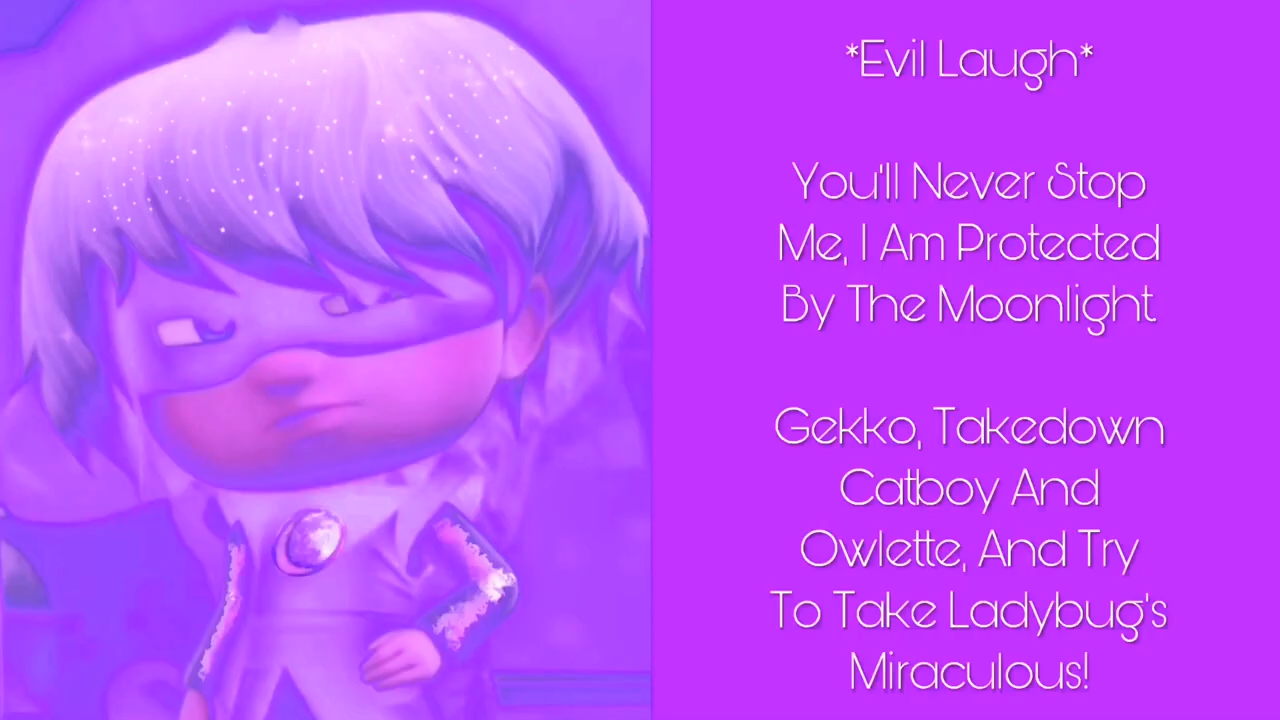 *Evil Laugh*
You'll Never Stop
Me, I Am Protected
By The Moonlight
Gekko, Takedown
Catboy And
Owlette, And Try
To Take Ladybug's
Miraculous!